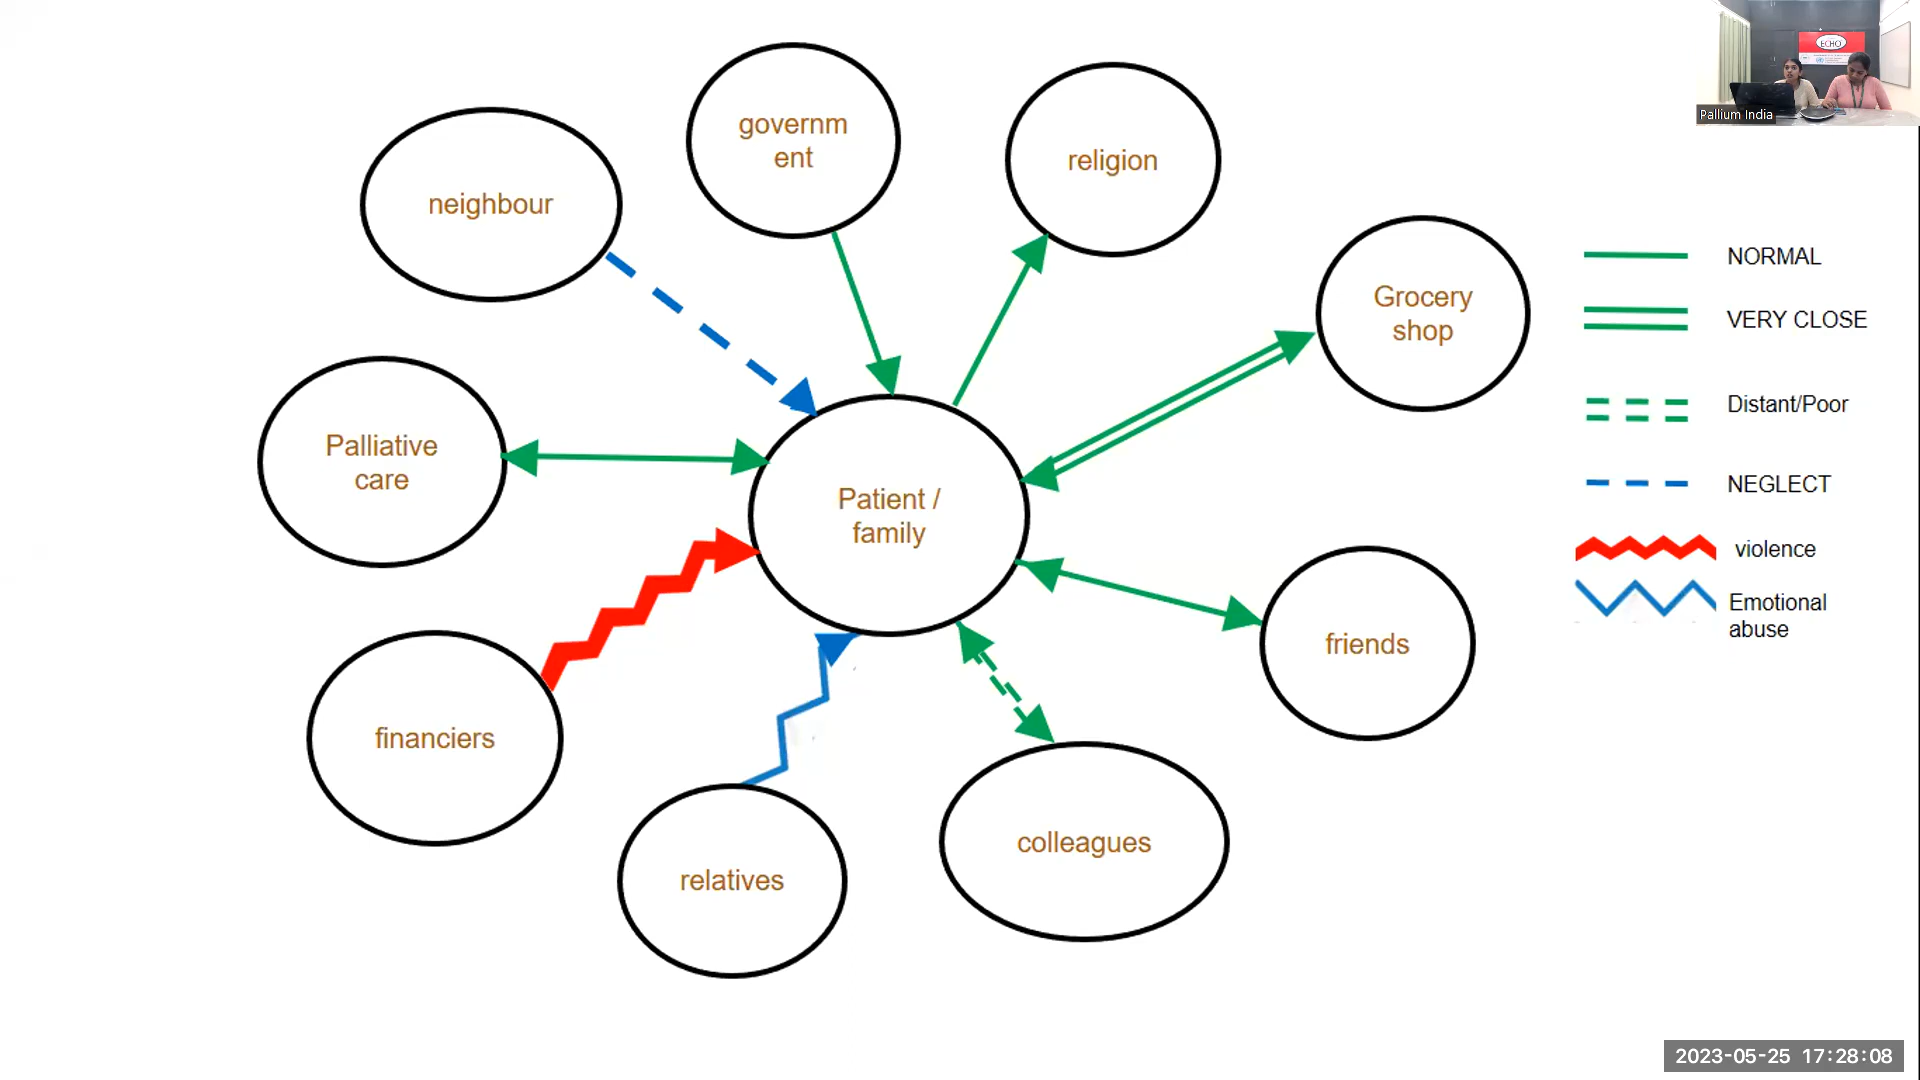 governm
ent
religion
neighbour
Grocery
shop
Palliative
care
Patient /
family
friends
financiers
colleagues
relatives
NORMAL
VERY CLOSE
Distant/Poor
NEGLECT
violence
Emotional
abuse
ECHO
Pallium India
2023-05-25 17:28:08